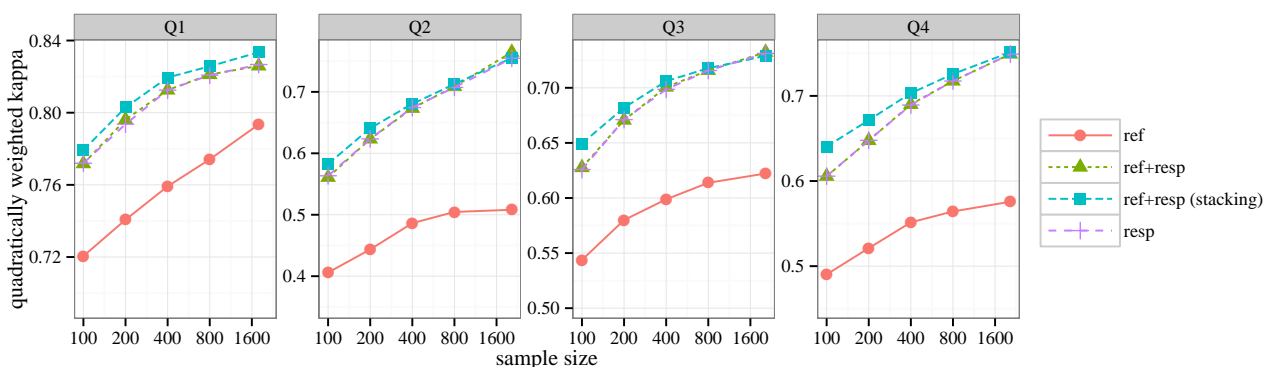 Q1 Q2 Q3 Q4
quadratically weighted kappa
0.84
0.80
0.76
0.72
0.7
0.6
0.5
0.4
0.70
0.65
0.60
0.55
0.50
0.7
0.6
0.5
100 200 400 800 1600
100 200 400 800 1600
100 200 400 800 1600
100 200 400 800 1600
sample size
ref
ref+resp
ref+resp (stacking)
resp